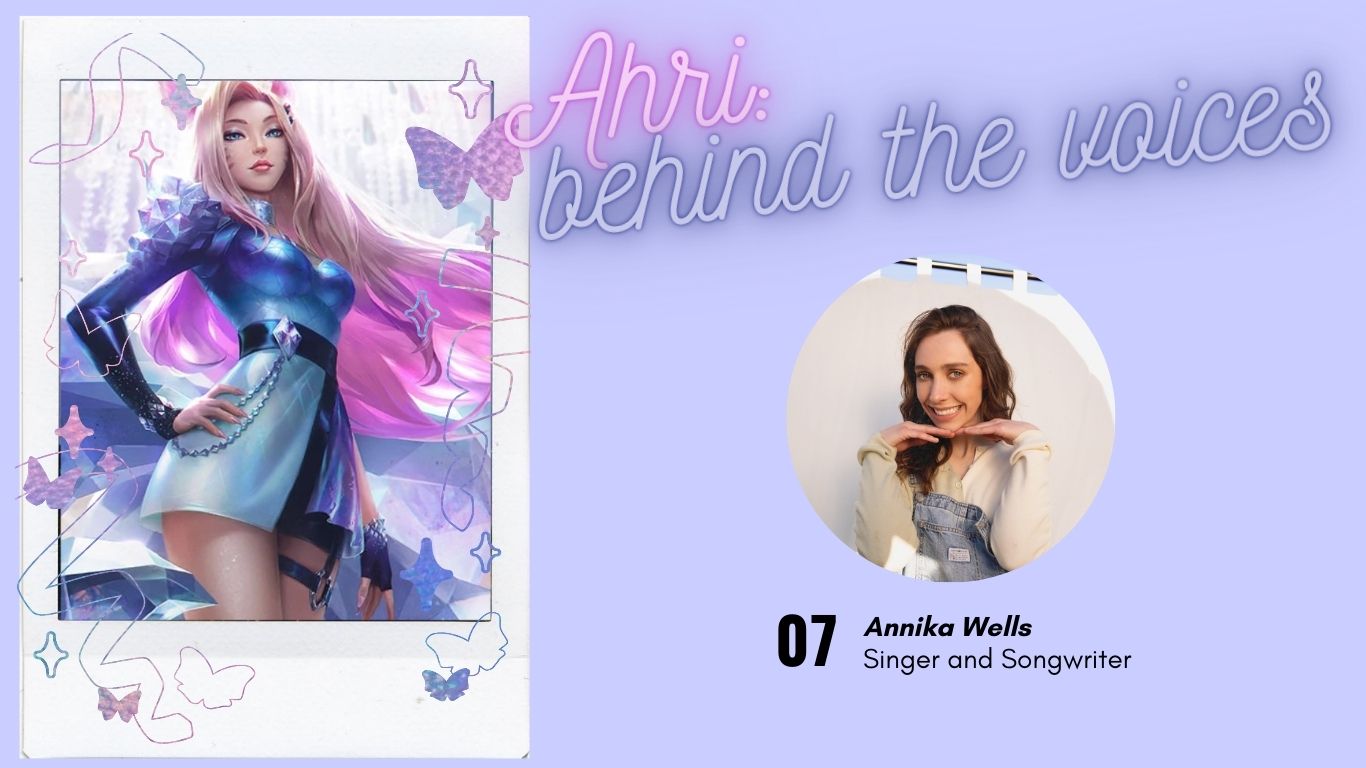 Ahri:
behind the voices
07
Annika Wells
Singer and Songwriter